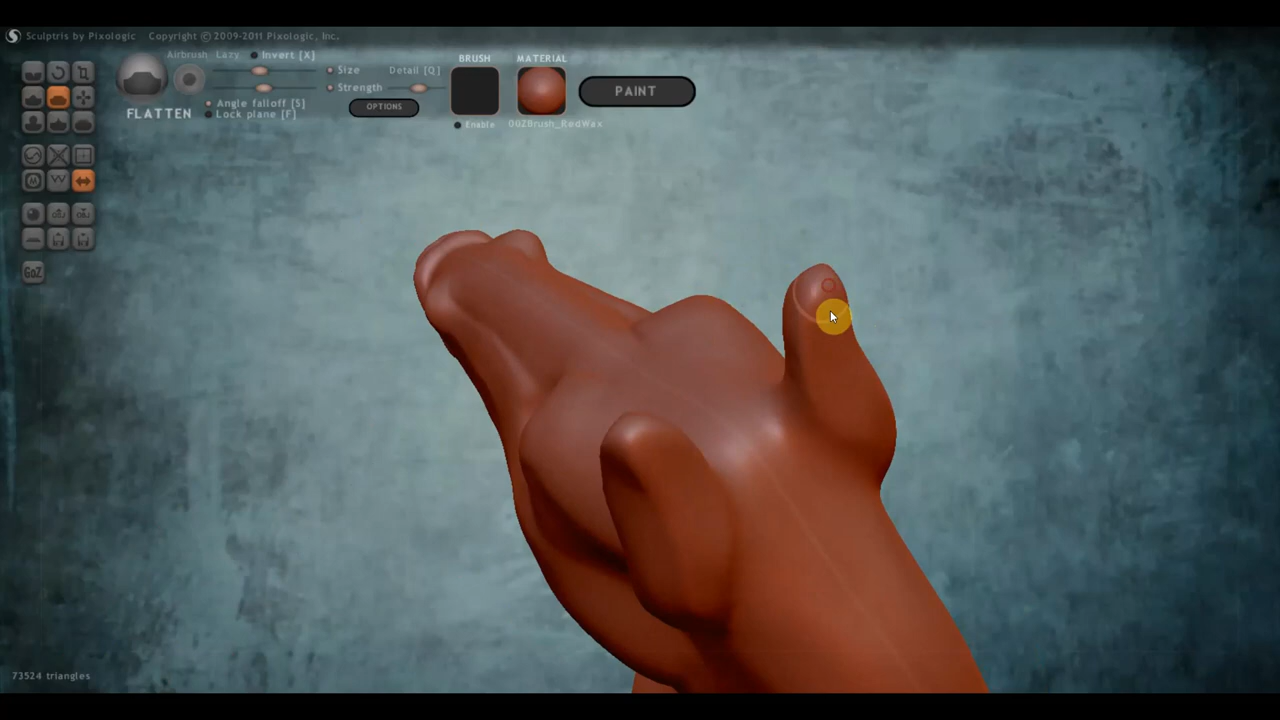 Sculptris by Pixologic Copyright © 2009-2011 Pixologic, Inc.
Airbrush Lazy Invert [X]
Size Detail [Q]
Strength
Angle falloff [S]
Lock plane [F]
FLATTEN
OPTIONS
BRUSH
Enable
MATERIAL
00ZBrush_RedWax
PAINT
GoZ
73524 triangles